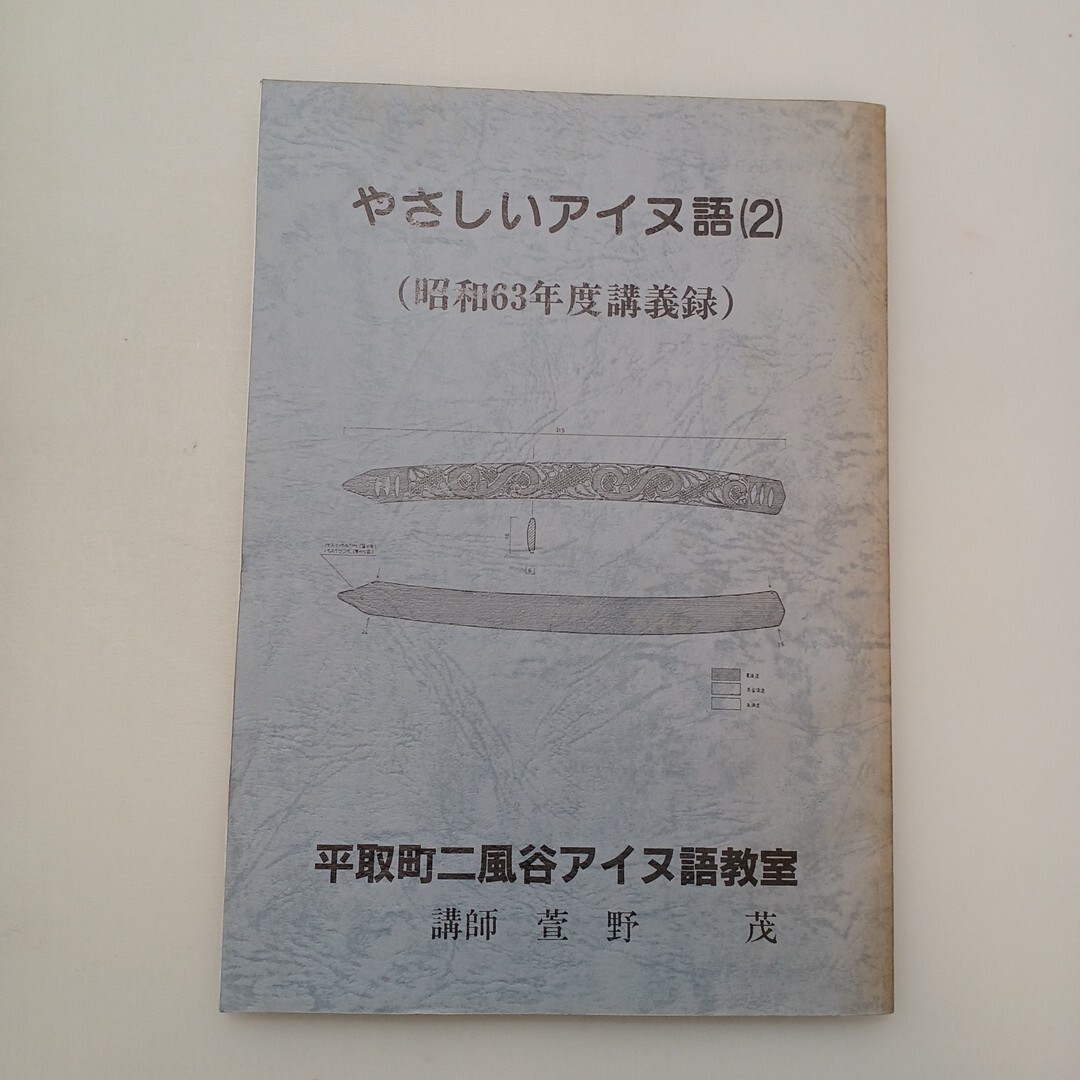 やさしいアイヌ語(2)
(昭和63年度講義録)
平取町二風谷アイヌ語教室
講師 萱野 茂